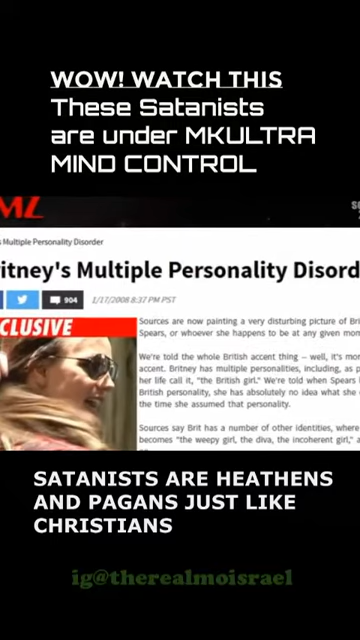 WOW! WATCH THIS
These Satanists
are under MKULTRA
MIND CONTROL
Multiple Personality Disorder
Multiple Personality Disord
904
1/17/2008 8:37 PM PST
Sources are now painting a very disturbing picture of
Spears, or whoever she happens to be at any given
We're told the whole British accent thing -- well, it's
accent. Britney has multiple personalities, including, as
her life call it, "the British girl." We're told when Spears
British personality, she has absolutely no idea what she
the time she assumed that personality.
Sources say Brit has a number of other identities, where
becomes "the weepy girl, the diva, the incoherent girl,"
SATANISTS ARE HEATHENS
AND PAGANS JUST LIKE
CHRISTIANS
ig@therealmoisrael